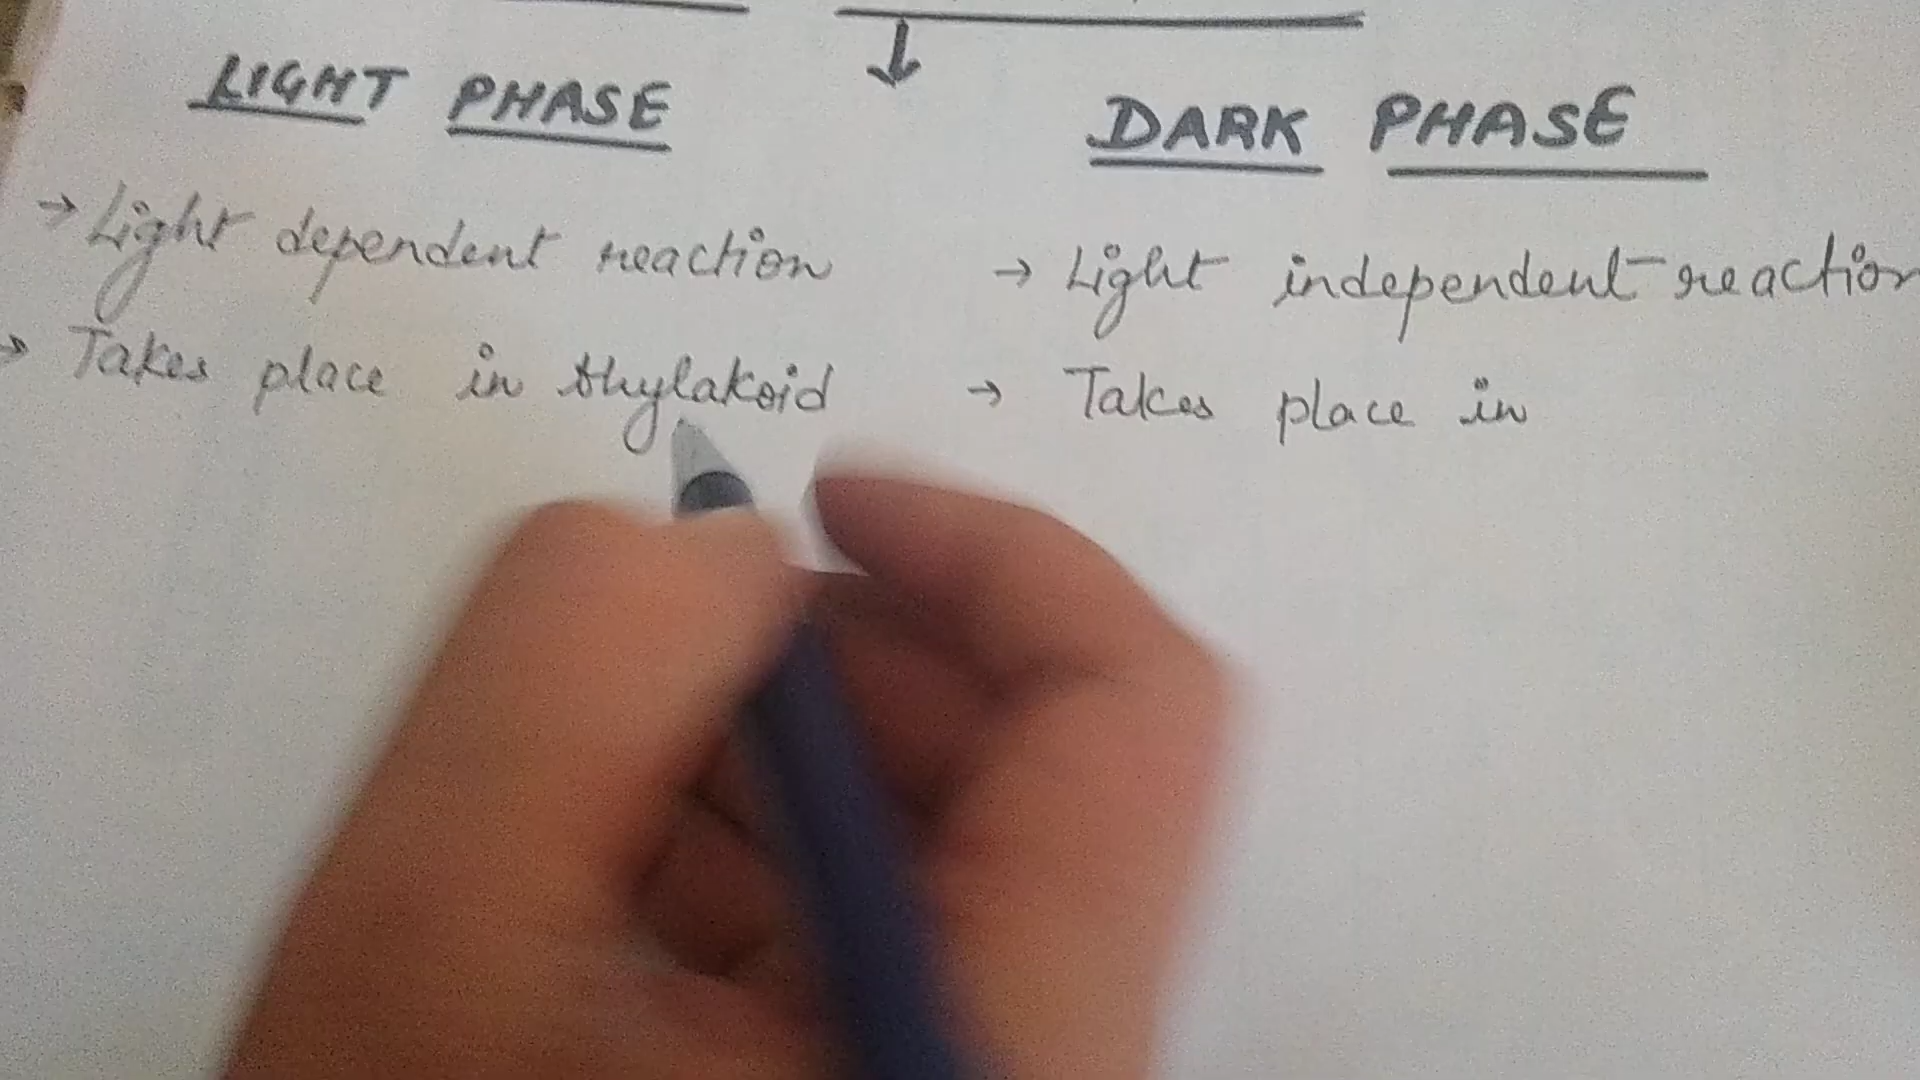 LIGHT PHASE
DARK PHASE
→ Light dependent reaction
→ Light independent reaction
→ Takes place in thylakoid
→ Takes place in